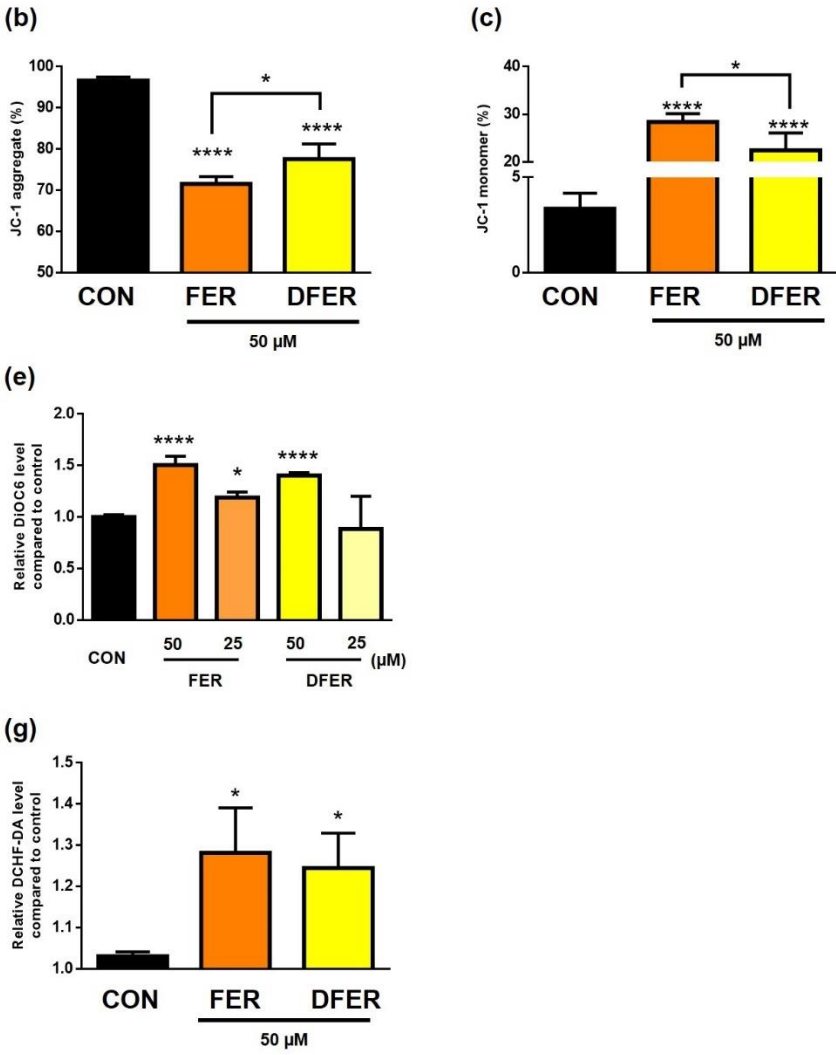 (b)
JC-1 aggregate (%)
100
90
80
70
60
50
*
****
****
CON FER DFER
50 µM
(c)
JC-1 monomer (%)
40
30
20
5
0
*
****
****
CON FER DFER
50 µM
(e)
Relative DiOC6 level
compared to control
2.0
1.5
1.0
0.5
0.0
****
*
****
CON 50 25 50 25 (µM)
FER DFER
(g)
Relative DCHF-DA level
compared to control
1.5
1.4
1.3
1.2
1.1
1.0
*
*
CON FER DFER
50 µM